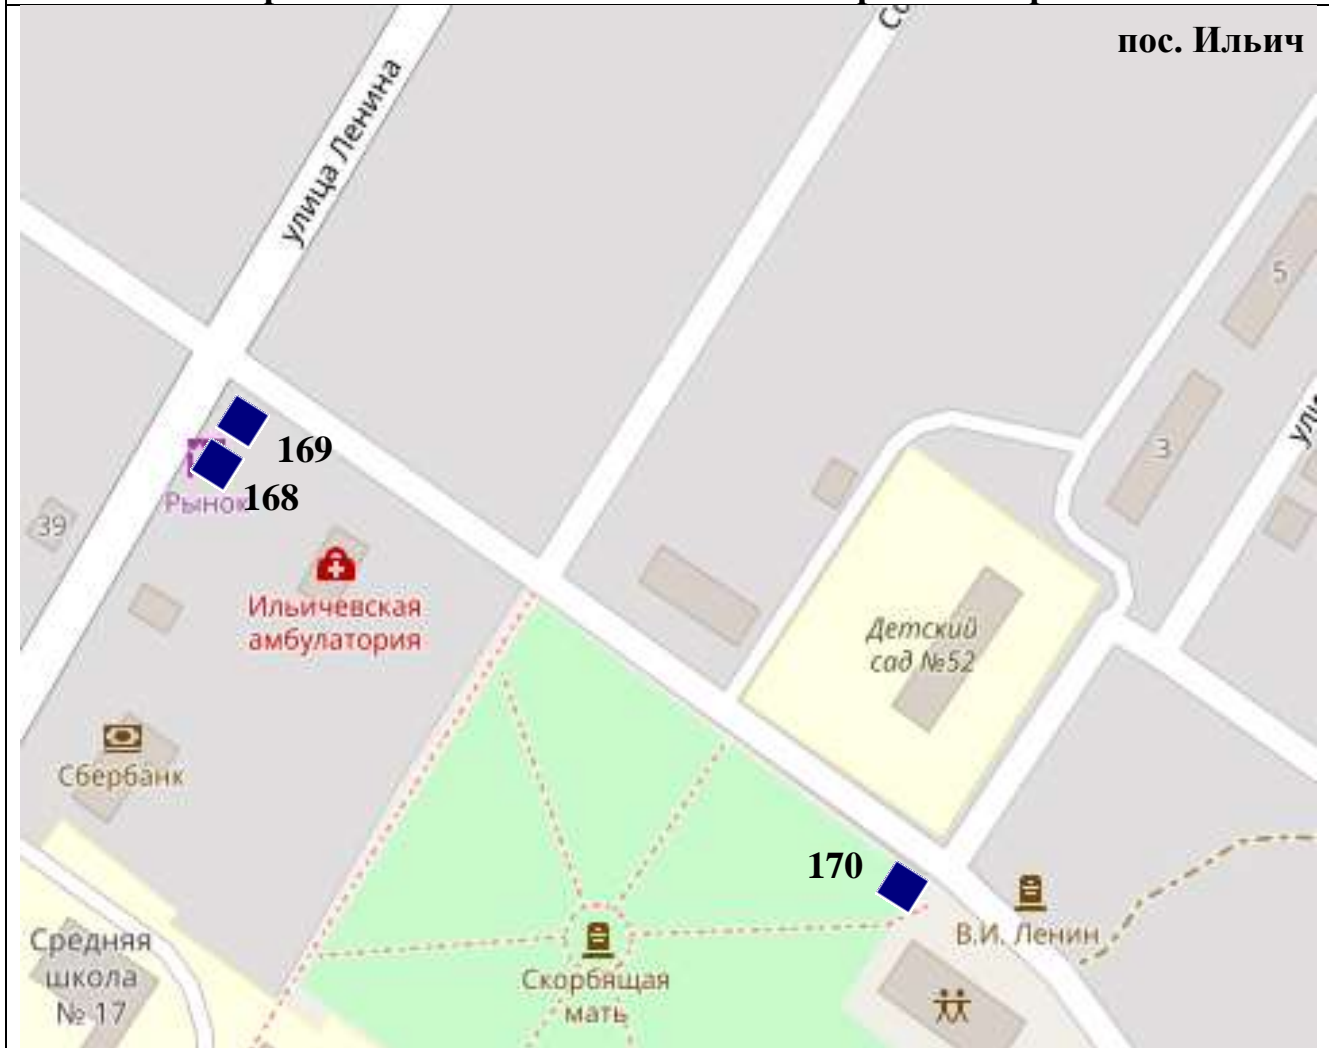 пос. Ильич
улица Ленина
5
3
169
Рынок
168
39
Ильичёвская
амбулатория
Детский
сад №52
Сбербанк
170
В.И. Ленин
Средняя
школа
№ 17
Скорбящая
мать